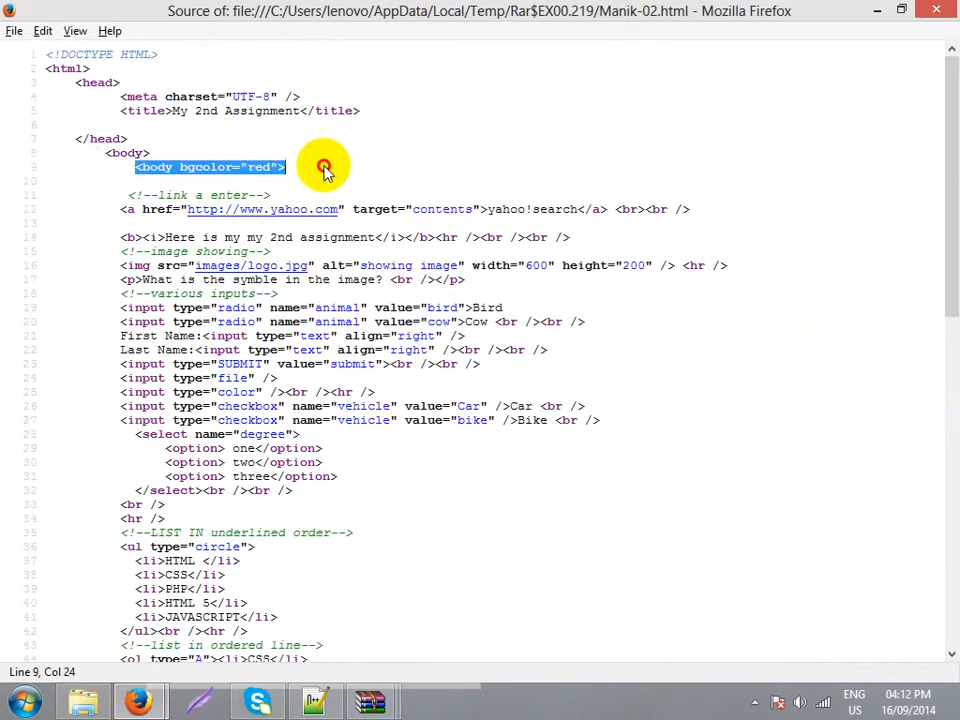 Source of: file:///C:/Users/lenovo/AppData/Local/Temp/Rar$EX00.219/Manik-02.html - Mozilla Firefox
File Edit View Help
1 <!DOCTYPE HTML>
2 <html>
3 <head>
4 <meta charset="UTF-8" />
5 <title>My 2nd Assignment</title>
6
7 </head>
8 <body>
9 <body bgcolor="red">
10
11 <!--link a enter-->
12 <a href="http://www.yahoo.com" target="contents">yahoo!search</a> <br><br />
13
14 <b><i>Here is my my 2nd assignment</i></b><hr /><br /><br />
15 <!--image showing-->
16 <img src="images/logo.jpg" alt="showing image" width="600" height="200" /> <hr />
17 <p>What is the symble in the image? <br /></p>
18 <!--various inputs-->
19 <input type="radio" name="animal" value="bird">Bird
20 <input type="radio" name="animal" value="cow">Cow <br /><br />
21 First Name:<input type="text" align="right" />
22 Last Name:<input type="text" align="right" /><br /><br />
23 <input type="SUBMIT" value="submit"><br /><br />
24 <input type="file" />
25 <input type="color" /><br /><hr />
26 <input type="checkbox" name="vehicle" value="Car" />Car <br />
27 <input type="checkbox" name="vehicle" value="bike" />Bike <br />
28 <select name="degree">
29 <option> one</option>
30 <option> two</option>
31 <option> three</option>
32 </select><br /><br />
33 <br />
34 <hr />
35 <!--LIST IN underlined order-->
36 <ul type="circle">
37 <li>HTML </li>
38 <li>CSS</li>
39 <li>PHP</li>
40 <li>HTML 5</li>
41 <li>JAVASCRIPT</li>
42 </ul><br /><hr />
43 <!--list in ordered line-->
44 <ol type="A"><li>CSS</li>
Line 9, Col 24
ENG 04:12 PM
US 16/09/2014